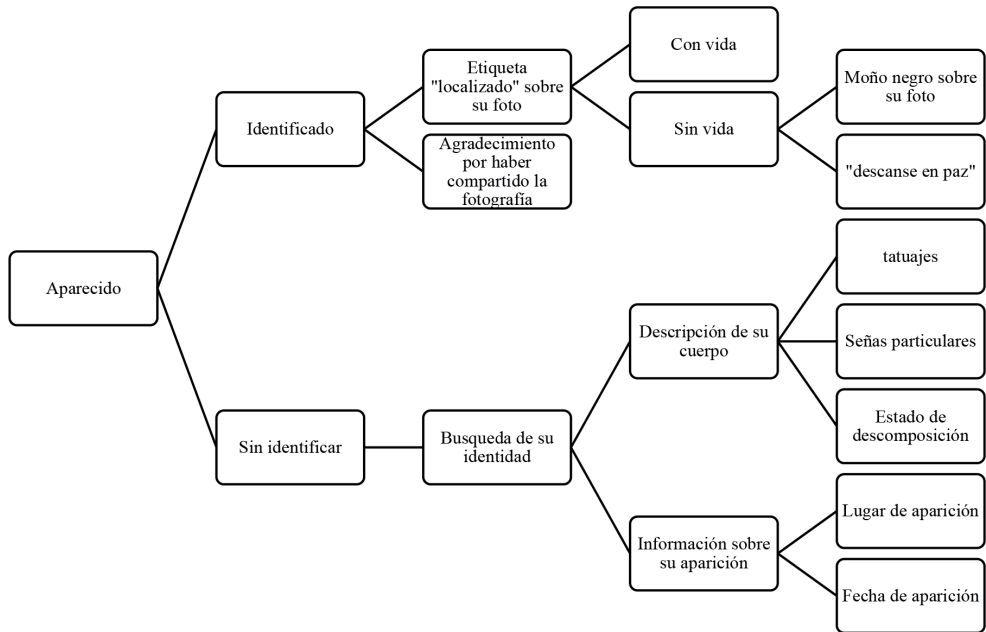 Aparecido
Identificado
Etiqueta
"localizado" sobre
su foto
Con vida
Sin vida
Moño negro sobre
su foto
"descanse en paz"
Agradecimiento
por haber
compartido la
fotografía
Sin identificar
Busqueda de su
identidad
Descripción de su
cuerpo
tatuajes
Señas particulares
Estado de
descomposición
Información sobre
su aparición
Lugar de aparición
Fecha de aparición